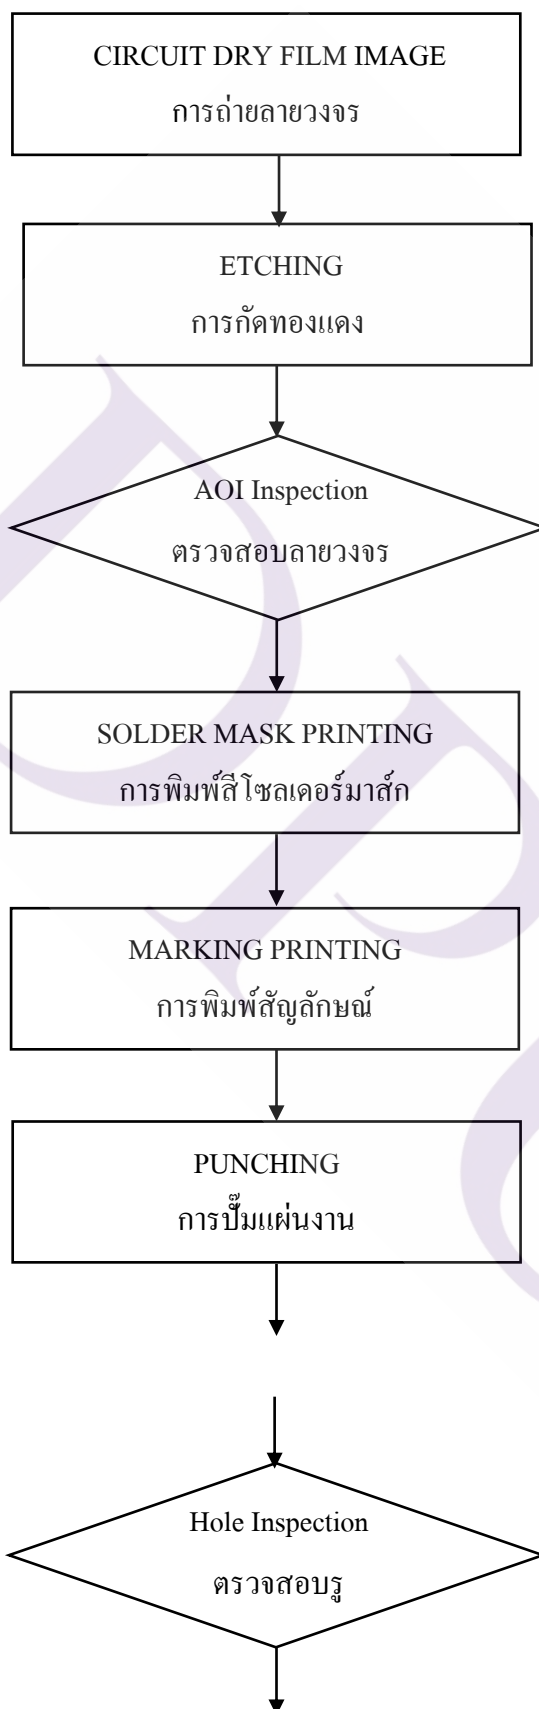 CIRCUIT DRY FILM IMAGE
การถ่ายลายวงจร
ETCHING
การกัดทองแดง
AOI Inspection
ตรวจสอบลายวงจร
SOLDER MASK PRINTING
การพิมพ์สีโซลเดอร์มาส์ก
MARKING PRINTING
การพิมพ์สัญลักษณ์
PUNCHING
การปั๊มแผ่นงาน
Hole Inspection
ตรวจสอบรู